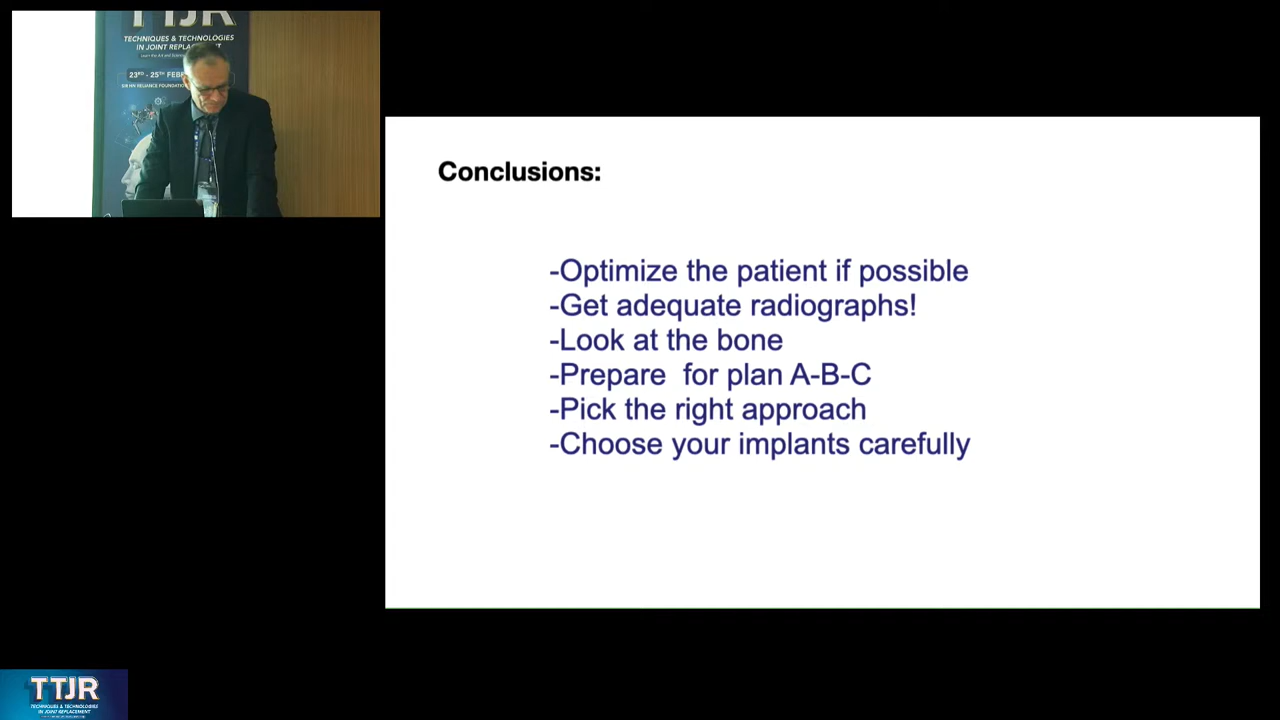 TTJR
TECHNIQUES & TECHNOLOGIES
IN JOINT REPLACEMENT
23RD - 25TH FEB
SIR HN RELIANCE FOUNDATION
Conclusions:
-Optimize the patient if possible
-Get adequate radiographs!
-Look at the bone
-Prepare for plan A-B-C
-Pick the right approach
-Choose your implants carefully
TTJR
TECHNIQUES & TECHNOLOGIES
IN JOINT REPLACEMENT